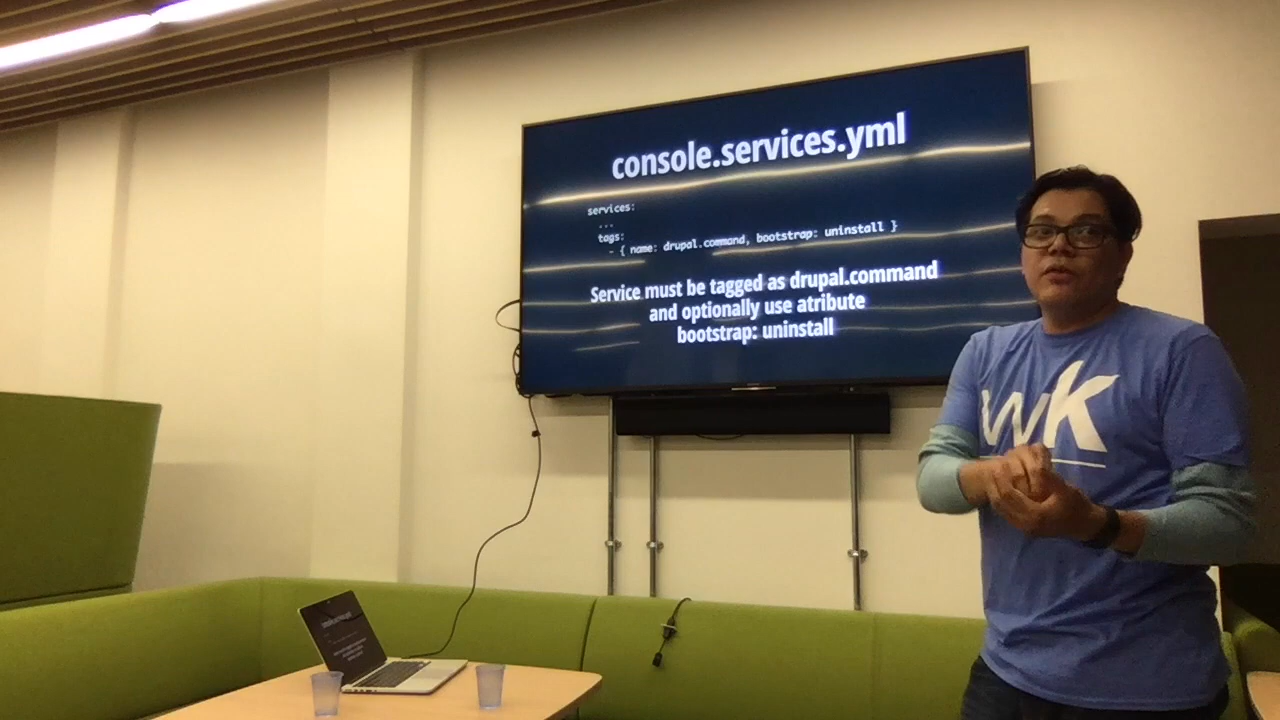 console.services.yml
services:
...
tags:
- { name: drupal.command, bootstrap: uninstall }
Service must be tagged as drupal.command
and optionally use atribute
bootstrap: uninstall
WK